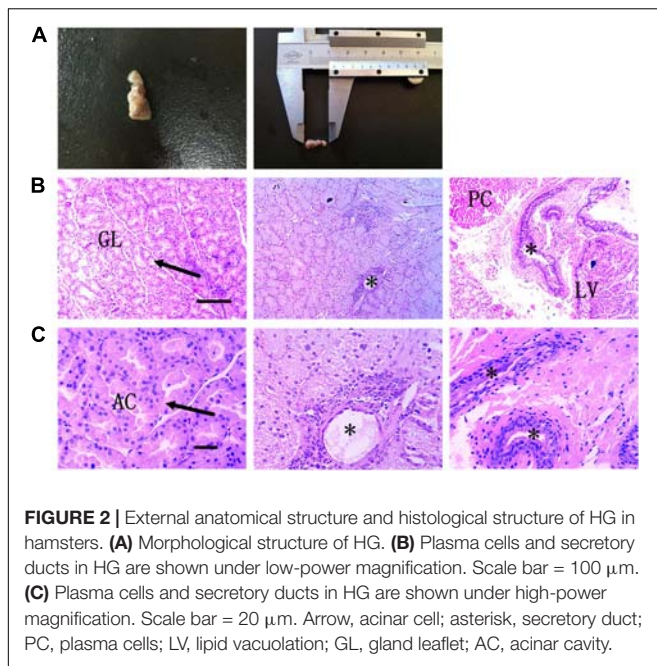 A
B
GL
*
PC
*
LV
C
AC
*
*
*
FIGURE 2 | External anatomical structure and histological structure of HG in
hamsters. (A) Morphological structure of HG. (B) Plasma cells and secretory
ducts in HG are shown under low-power magnification. Scale bar = 100 μm.
(C) Plasma cells and secretory ducts in HG are shown under high-power
magnification. Scale bar = 20 μm. Arrow, acinar cell; asterisk, secretory duct;
PC, plasma cells; LV, lipid vacuolation; GL, gland leaflet; AC, acinar cavity.